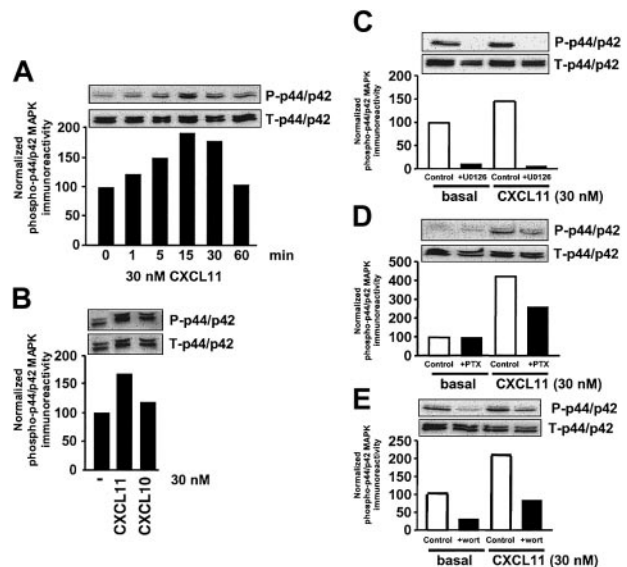 A
P-p44/p42
T-p44/p42
Normalized
phospho-p44/p42 MAPK
immunoreactivity
200
150
100
50
0 1 5 15 30 60 min
30 nM CXCL11
B
P-p44/p42
T-p44/p42
Normalized
phospho-p44/p42 MAPK
immunoreactivity
200
150
100
50
0
- CXCL11 CXCL10 30 nM
C
P-p44/p42
T-p44/p42
Normalized
phospho-p44/p42 MAPK
immunoreactivity
200
150
100
50
0
Control +U0126 Control +U0126
basal CXCL11 (30 nM)
D
P-p44/p42
T-p44/p42
Normalized
phospho-p44/p42 MAPK
immunoreactivity
500
400
300
200
100
0
Control +PTX Control +PTX
basal CXCL11 (30 nM)
E
P-p44/p42
T-p44/p42
Normalized
phospho-p44/p42 MAPK
immunoreactivity
250
200
150
100
50
0
Control +wort Control +wort
basal CXCL11 (30 nM)